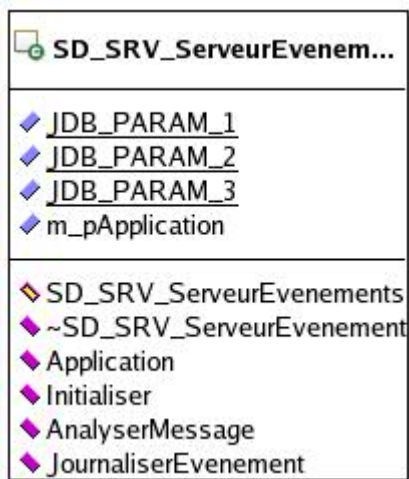 SD_SRV_ServeurEvenem...
JDB_PARAM_1
JDB_PARAM_2
JDB_PARAM_3
m_pApplication
SD_SRV_ServeurEvenements
~SD_SRV_ServeurEvenement
Application
Initialiser
AnalyserMessage
JournaliserEvenement